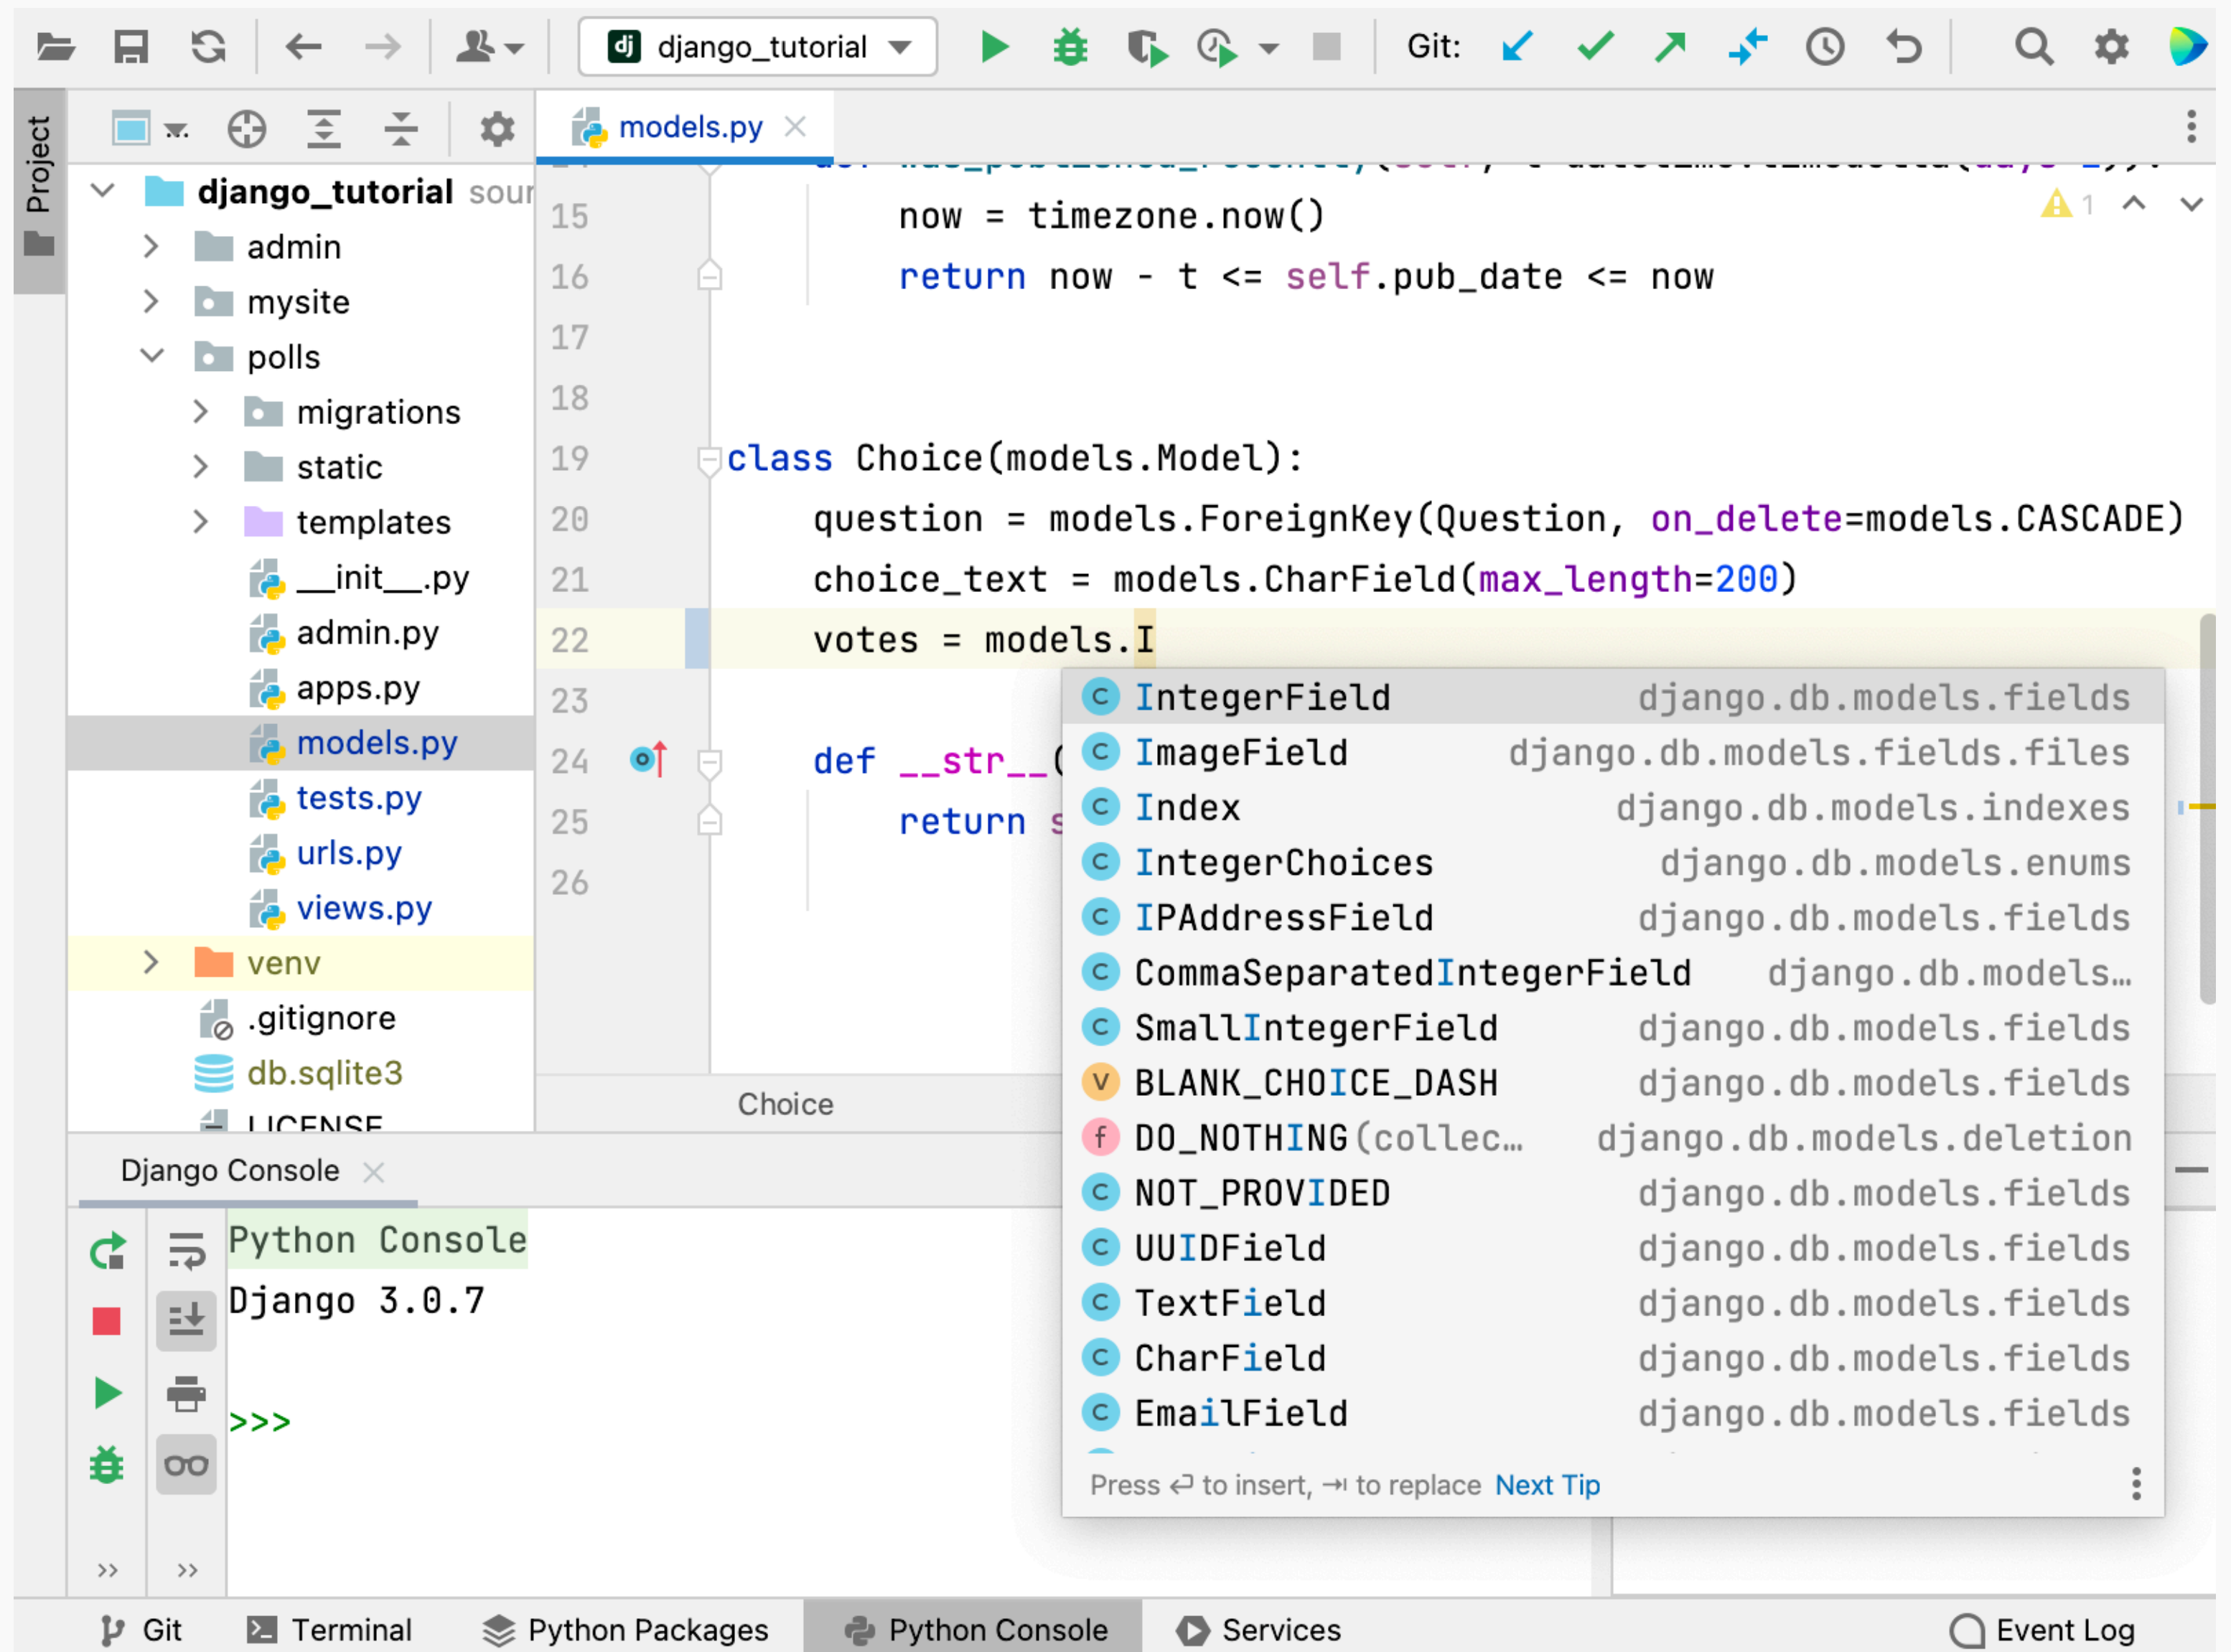 django_tutorial
Git:
Project
models.py
django_tutorial sour
admin
mysite
polls
migrations
static
templates
__init__.py
admin.py
apps.py
models.py
tests.py
urls.py
views.py
venv
.gitignore
db.sqlite3
LICENSE
1
15 now = timezone.now()
16 return now - t <= self.pub_date <= now
17
18
19 class Choice(models.Model):
20 question = models.ForeignKey(Question, on_delete=models.CASCADE)
21 choice_text = models.CharField(max_length=200)
22 votes = models.I
23
24 def __str__(
25 return s
26
IntegerField django.db.models.fields
ImageField django.db.models.fields.files
Index django.db.models.indexes
IntegerChoices django.db.models.enums
IPAddressField django.db.models.fields
CommaSeparatedIntegerField django.db.models…
SmallIntegerField django.db.models.fields
BLANK_CHOICE_DASH django.db.models.fields
DO_NOTHING(collec… django.db.models.deletion
NOT_PROVIDED django.db.models.fields
UUIDField django.db.models.fields
TextField django.db.models.fields
CharField django.db.models.fields
EmailField django.db.models.fields
Press ↵ to insert, ⇥ to replace Next Tip
Choice
Django Console
Python Console
Django 3.0.7
>>>
Git Terminal Python Packages Python Console Services Event Log